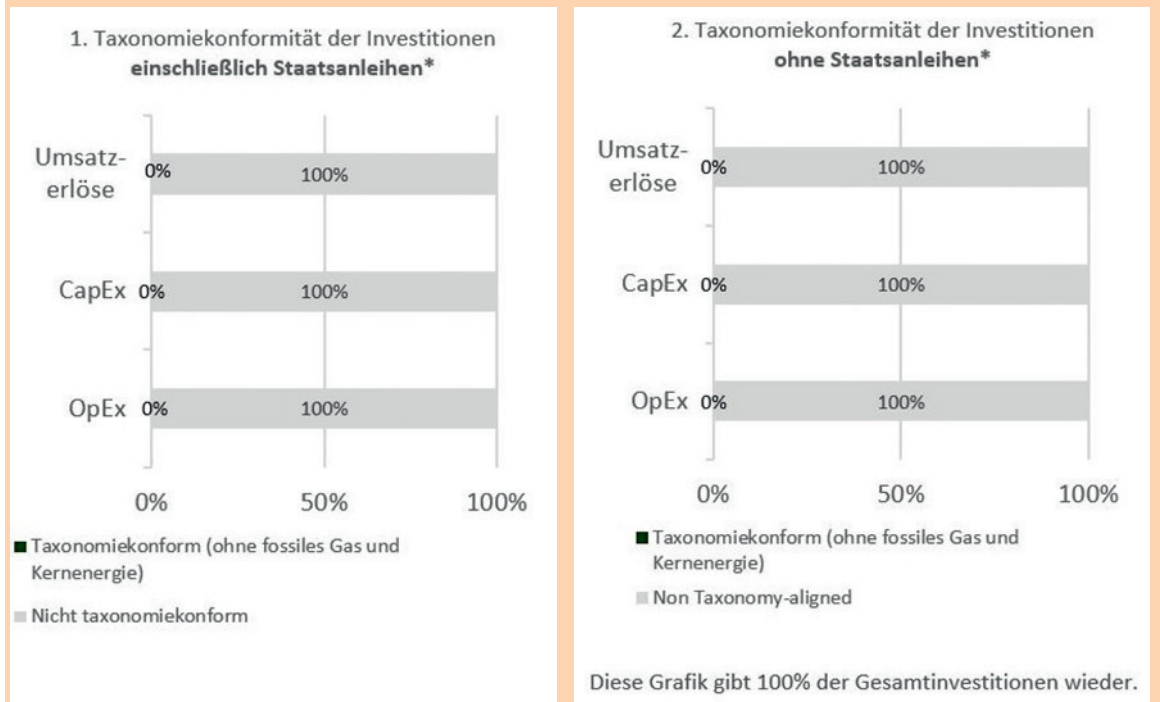 1. Taxonomiekonformität der Investitionen
einschließlich Staatsanleihen*
Umsatz-
erlöse
0%
100%
CapEx
0%
100%
OpEx
0%
100%
0%
50%
100%
Taxonomiekonform (ohne fossiles Gas und
Kernenergie)
Nicht taxonomiekonform
2. Taxonomiekonformität der Investitionen
ohne Staatsanleihen*
Umsatz-
erlöse
0%
100%
CapEx
0%
100%
OpEx
0%
100%
0%
50%
100%
Taxonomiekonform (ohne fossiles Gas und
Kernenergie)
Non Taxonomy-aligned
Diese Grafik gibt 100% der Gesamtinvestitionen wieder.